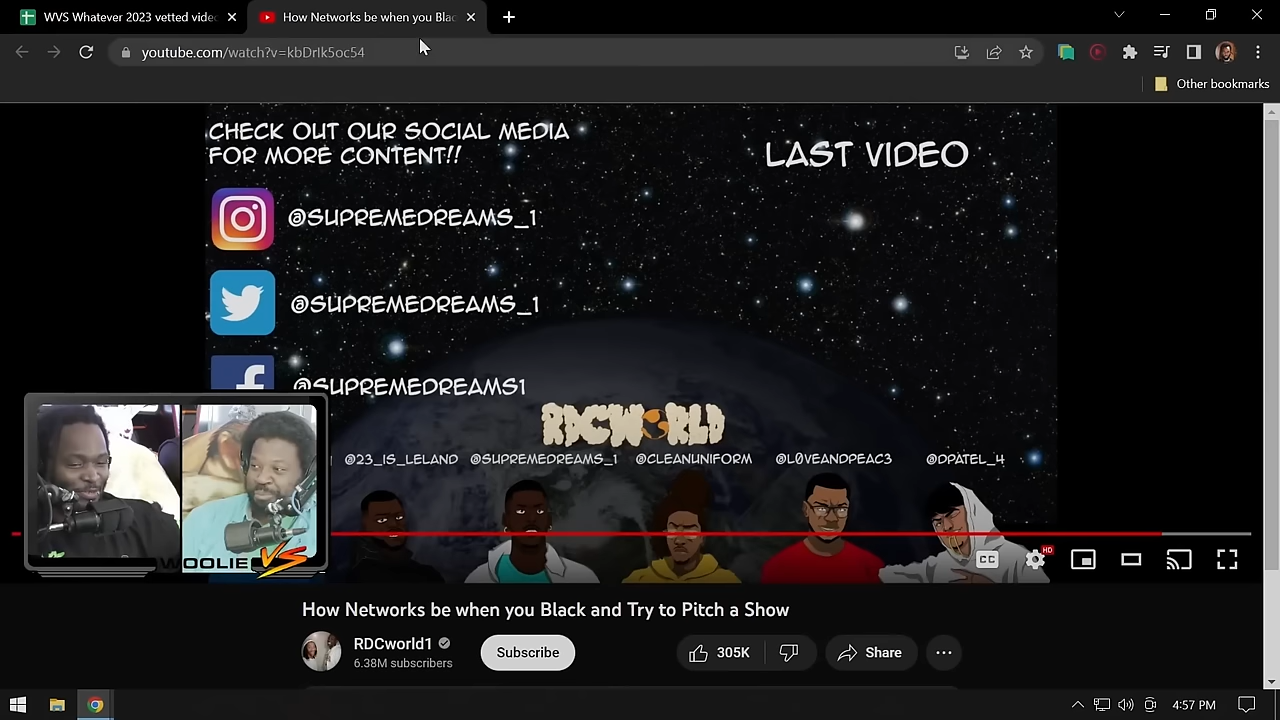 WVS Whatever 2023 vetted vide
How Networks be when you Blac
youtube.com/watch?v=kbDrlk5oc54
Other bookmarks
CHECK OUT OUR SOCIAL MEDIA
FOR MORE CONTENT!!
LAST VIDEO
@SUPREMEDREAMS_1
@SUPREMEDREAMS_1
@SUPREMEDREAMS1
RDCWORLD
@23_IS_LELAND @SUPREMEDREAMS_1 @CLEANUNIFORM @L0VEANDPEAC3 @DPATEL_4
WOOLIE VS
CC HD
How Networks be when you Black and Try to Pitch a Show
RDCworld1
6.38M subscribers
Subscribe
305K
Share
4:57 PM